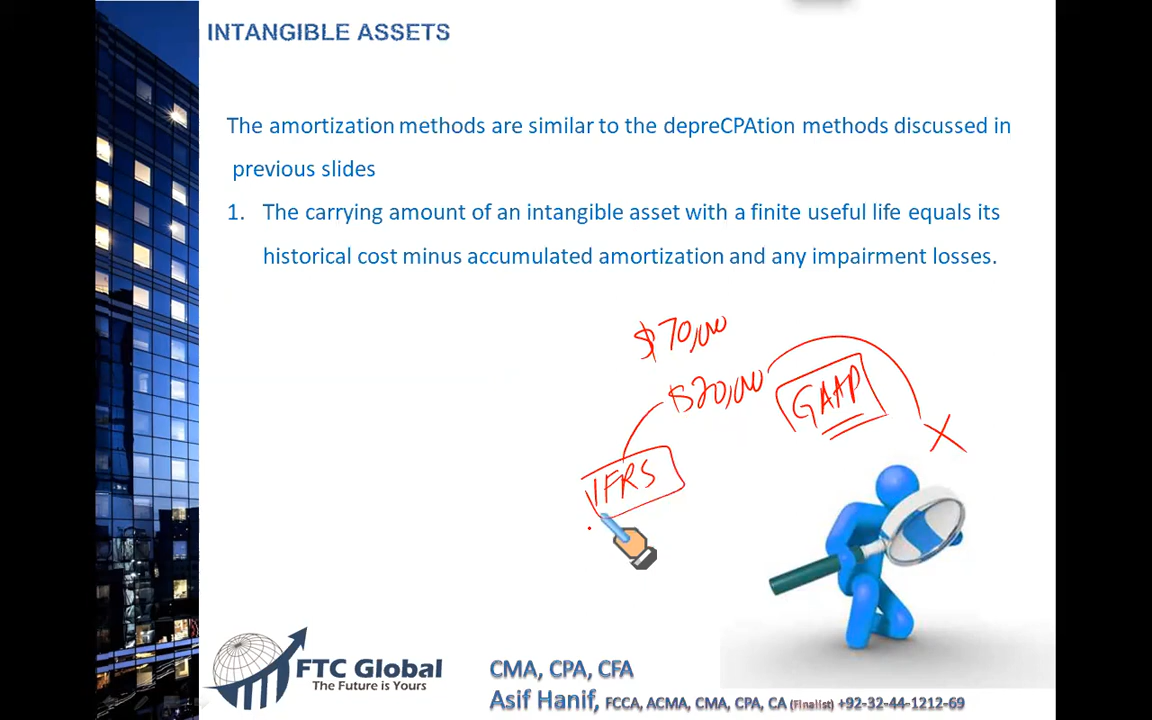 INTANGIBLE ASSETS
The amortization methods are similar to the depreCPAtion methods discussed in
previous slides
1. The carrying amount of an intangible asset with a finite useful life equals its
historical cost minus accumulated amortization and any impairment losses.
$70,000
$20,000
GAAP
X
IFRS
FTC Global
The Future is Yours
CMA, CPA, CFA
Asif Hanif, FCCA, ACMA, CMA, CPA, CA (Finalist) +92-32-44-1212-69